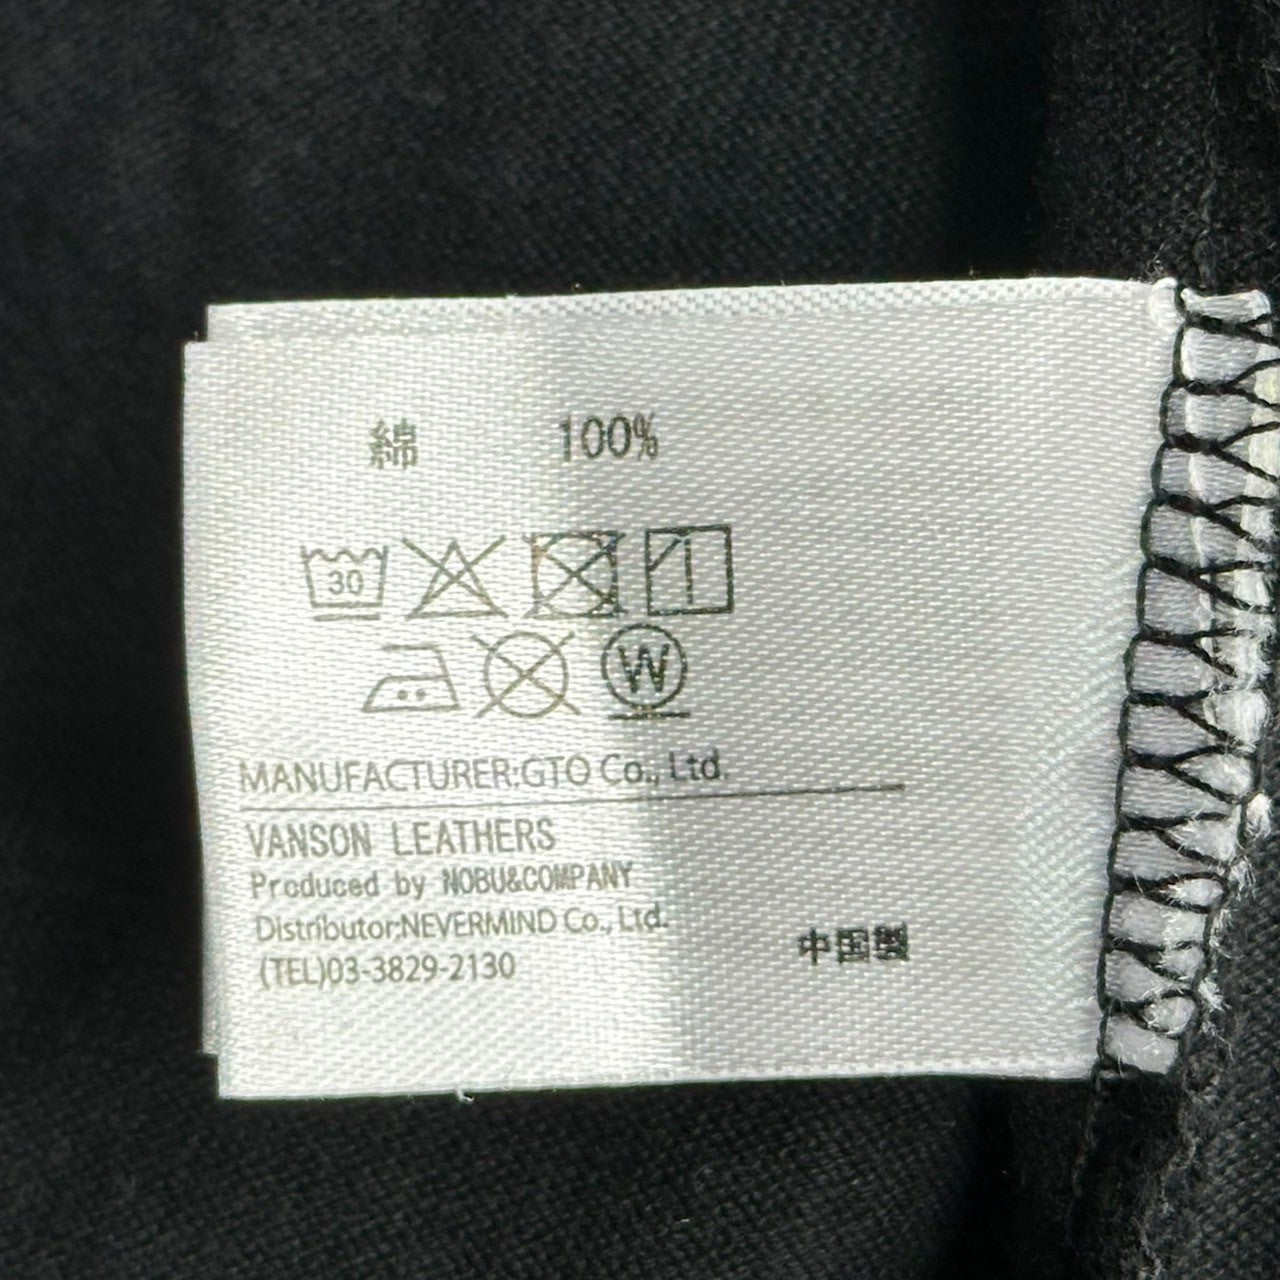 綿 100%
30
W
MANUFACTURER:GTO Co., Ltd.
VANSON LEATHERS
Produced by NOBU&COMPANY
Distributor:NEVERMIND Co., Ltd.
(TEL)03-3829-2130
中国製